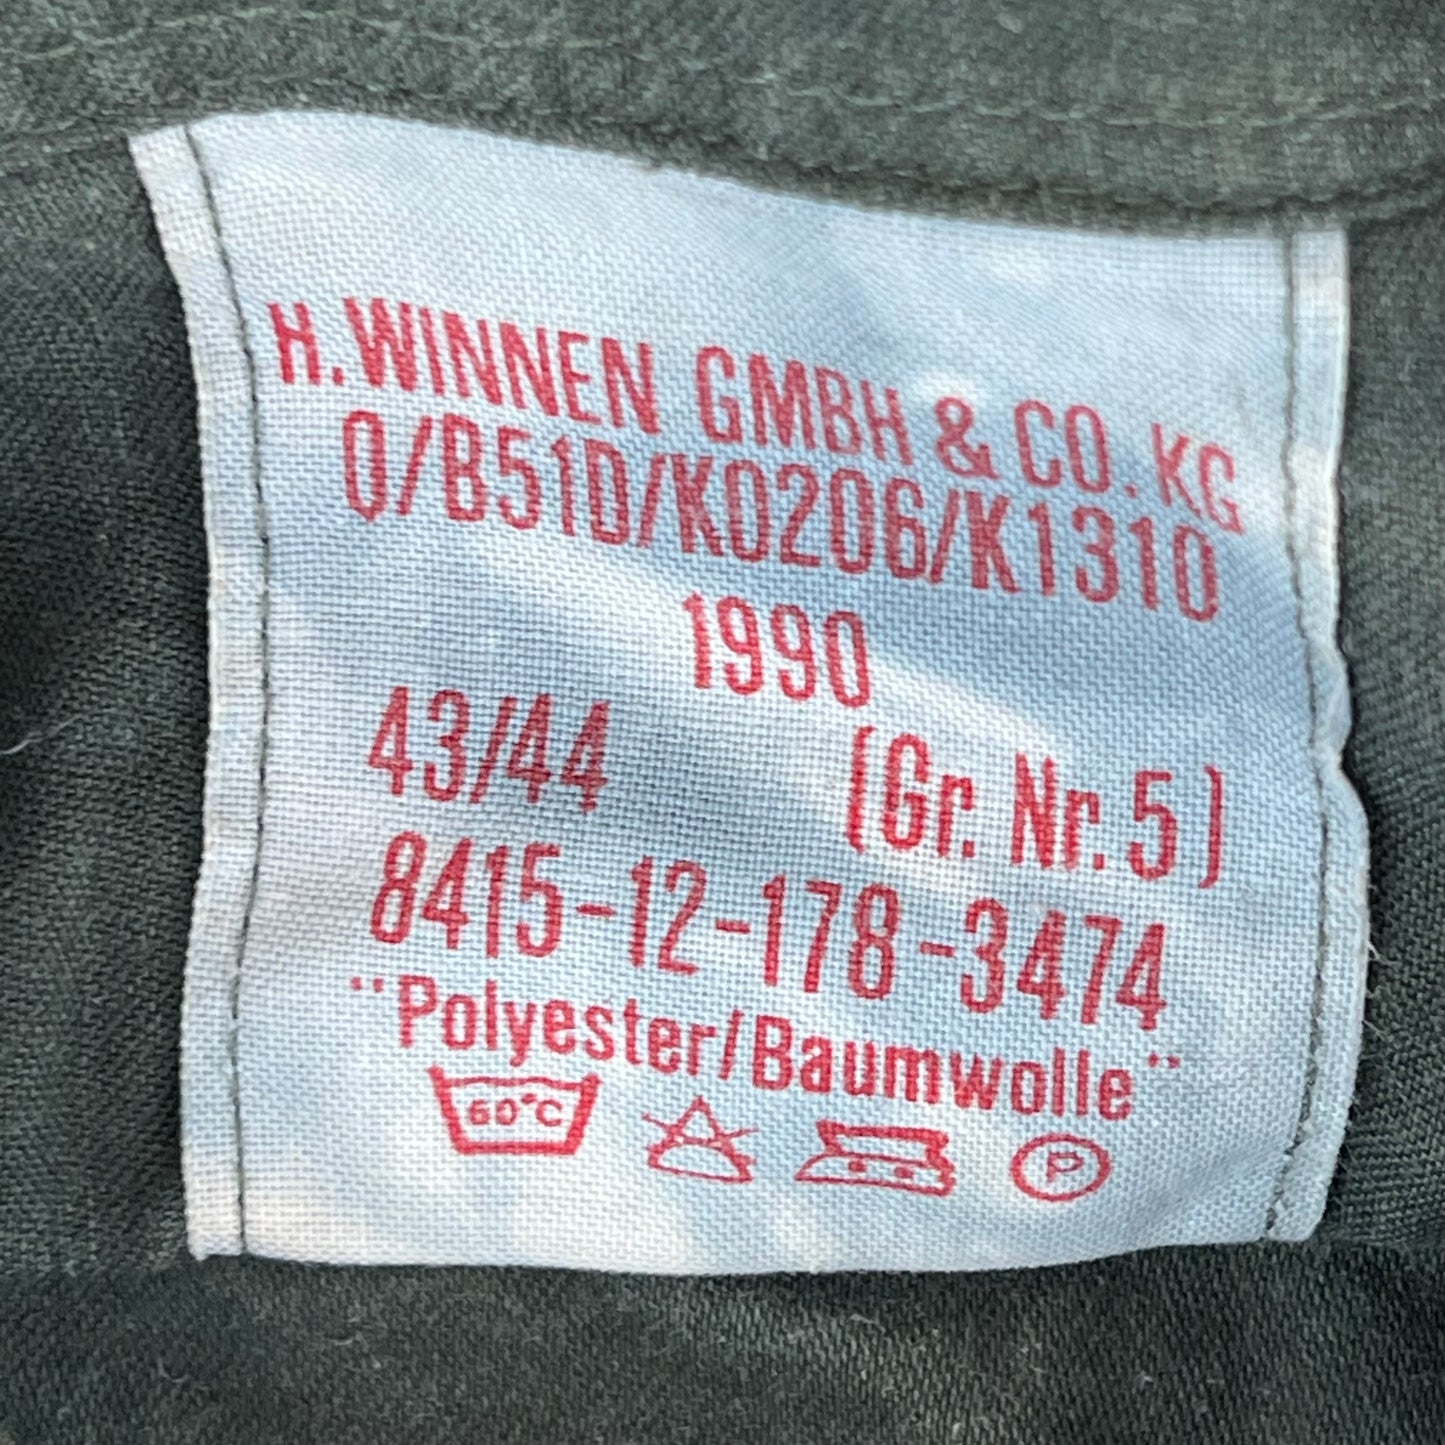 H. WINNEN GMBH & CO. KG
0/B51D/K0206/K1310
1990
43/44 (Gr. Nr. 5)
8415-12-178-3474
"Polyester/Baumwolle"
60°C P